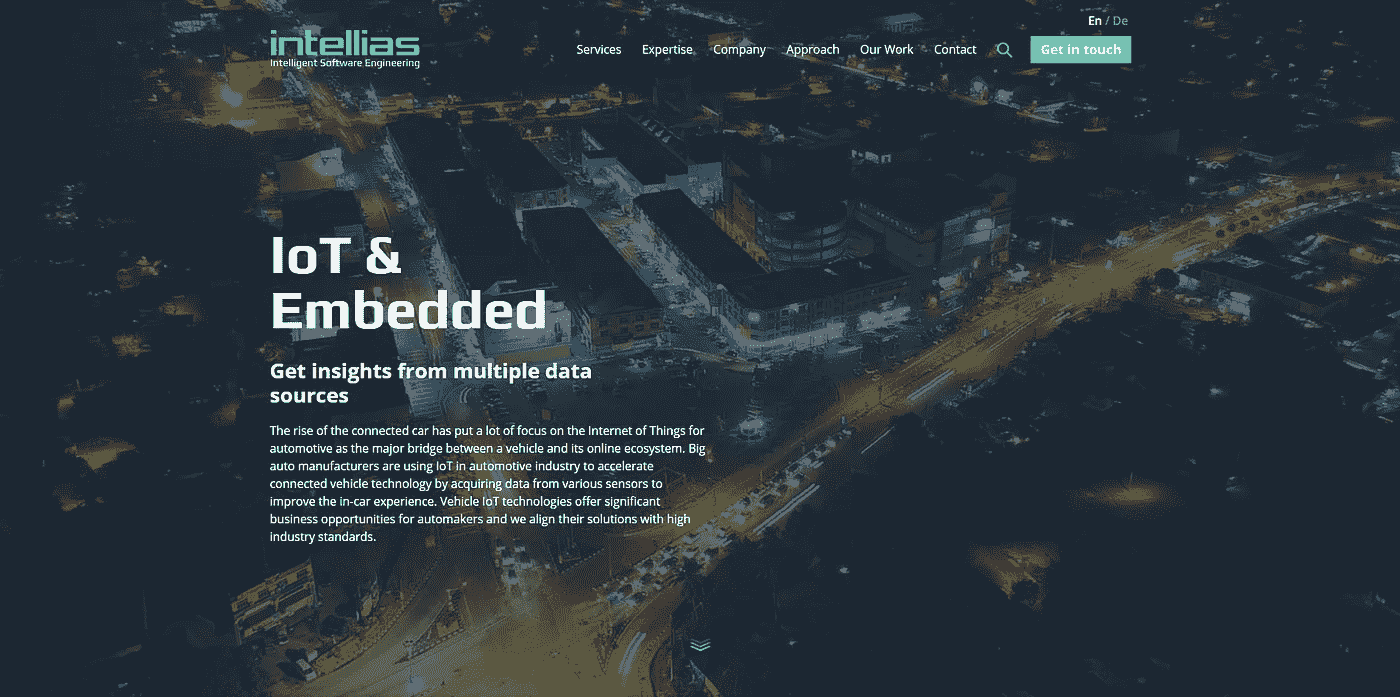 En / De
intellias
Intelligent Software Engineering
Services Expertise Company Approach Our Work Contact Get in touch
IoT &
Embedded
Get insights from multiple data
sources
The rise of the connected car has put a lot of focus on the Internet of Things for
automotive as the major bridge between a vehicle and its online ecosystem. Big
auto manufacturers are using IoT in automotive industry to accelerate
connected vehicle technology by acquiring data from various sensors to
improve the in-car experience. Vehicle IoT technologies offer significant
business opportunities for automakers and we align their solutions with high
industry standards.